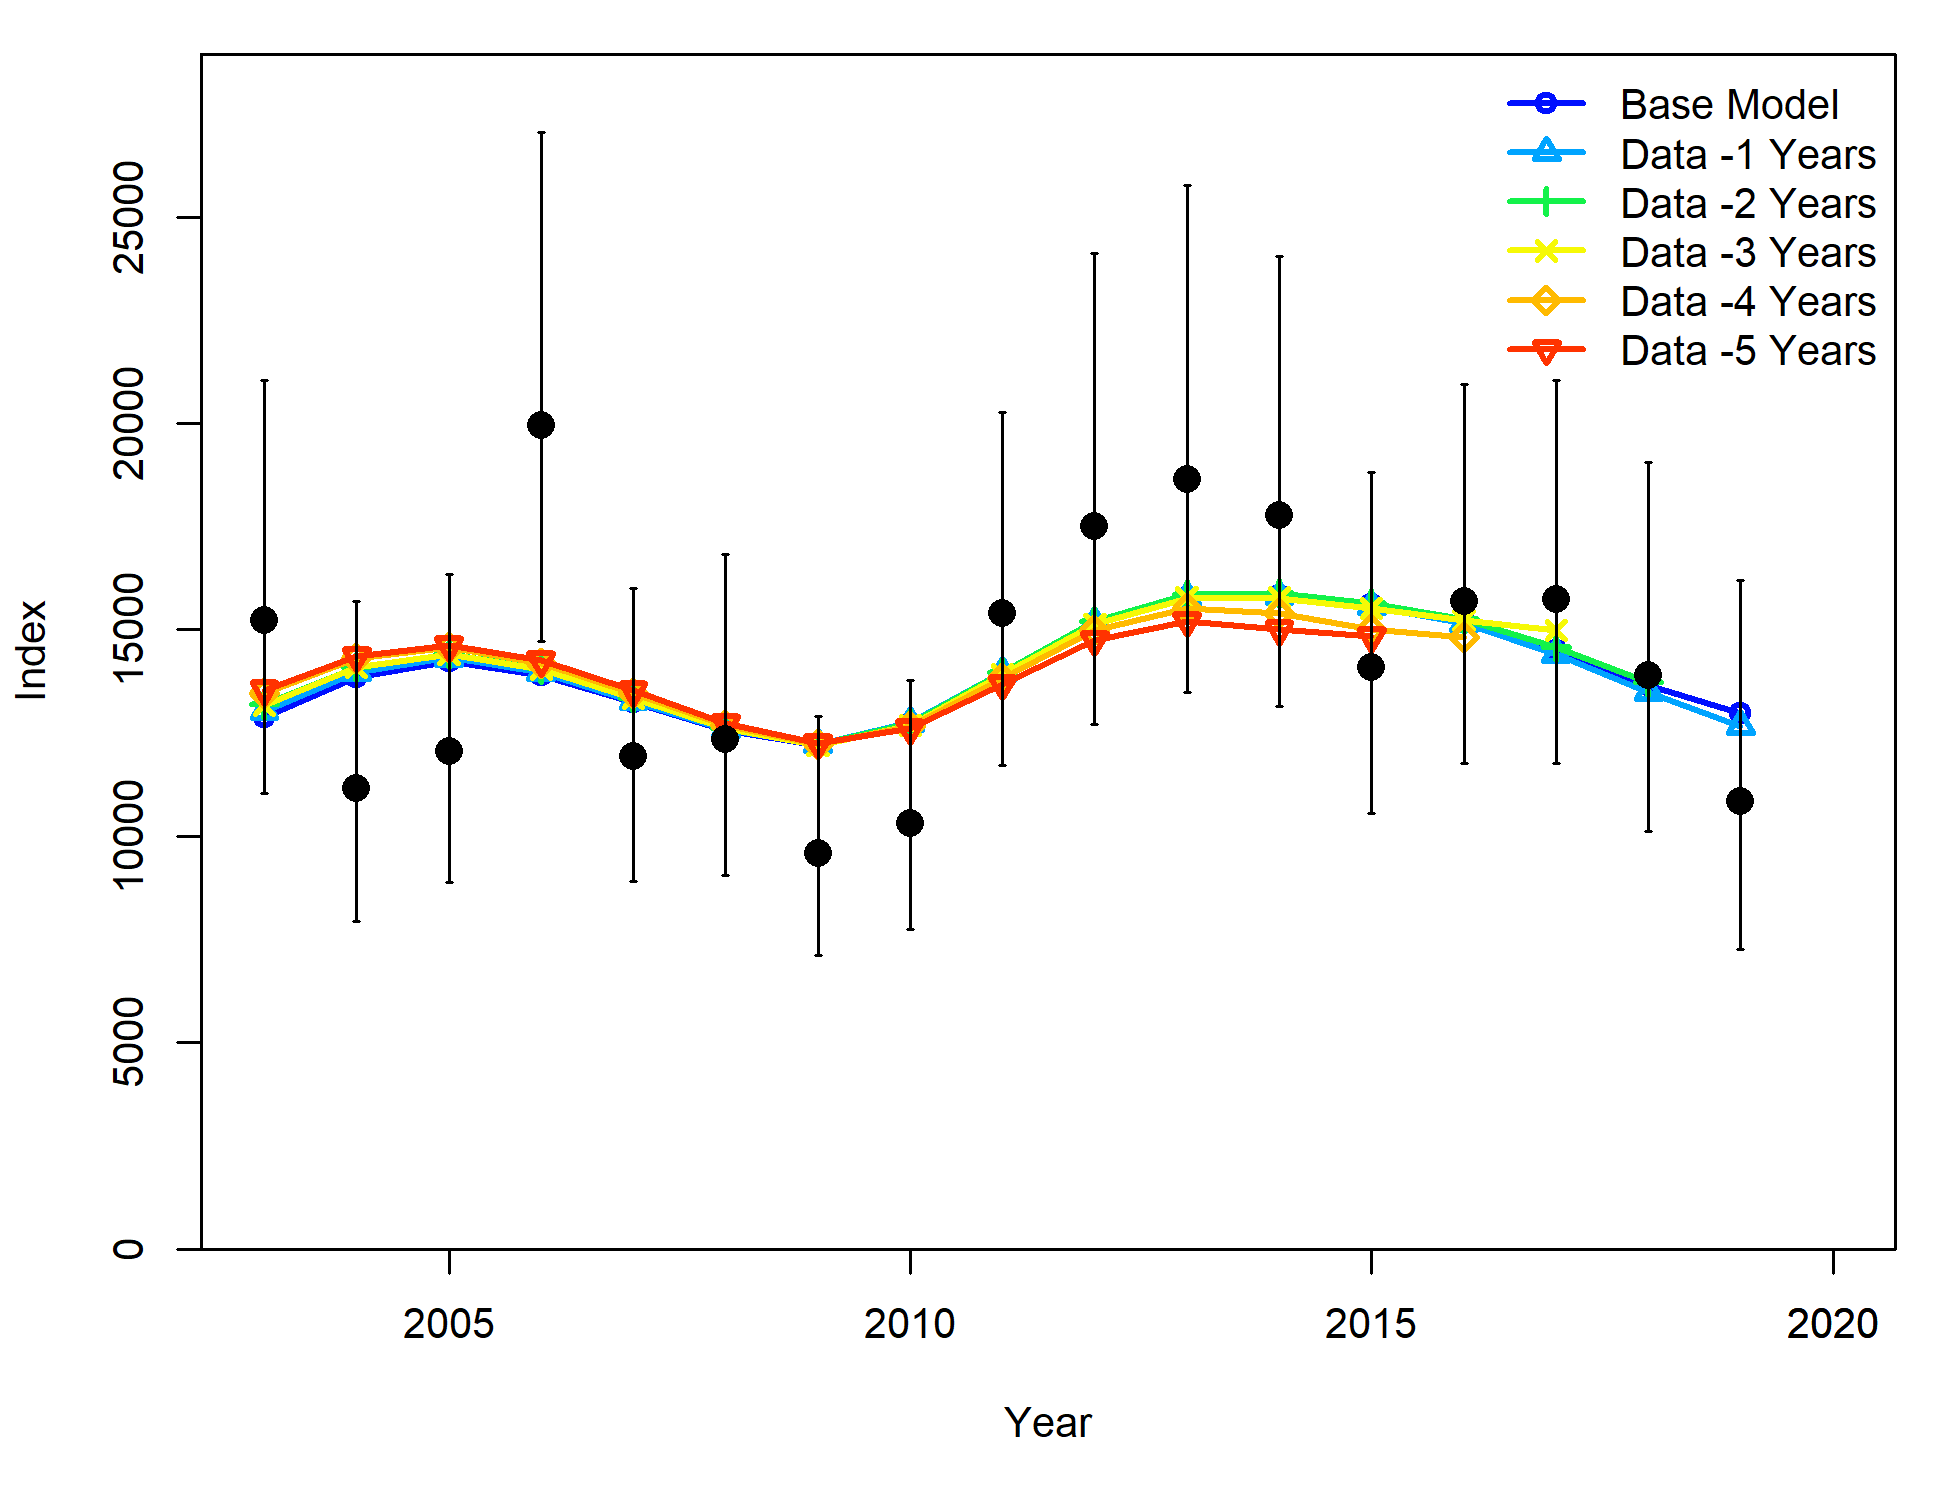 Base Model
Data -1 Years
Data -2 Years
Data -3 Years
Data -4 Years
Data -5 Years
25000
20000
15000
10000
5000
0
Index
2005 2010 2015 2020
Year